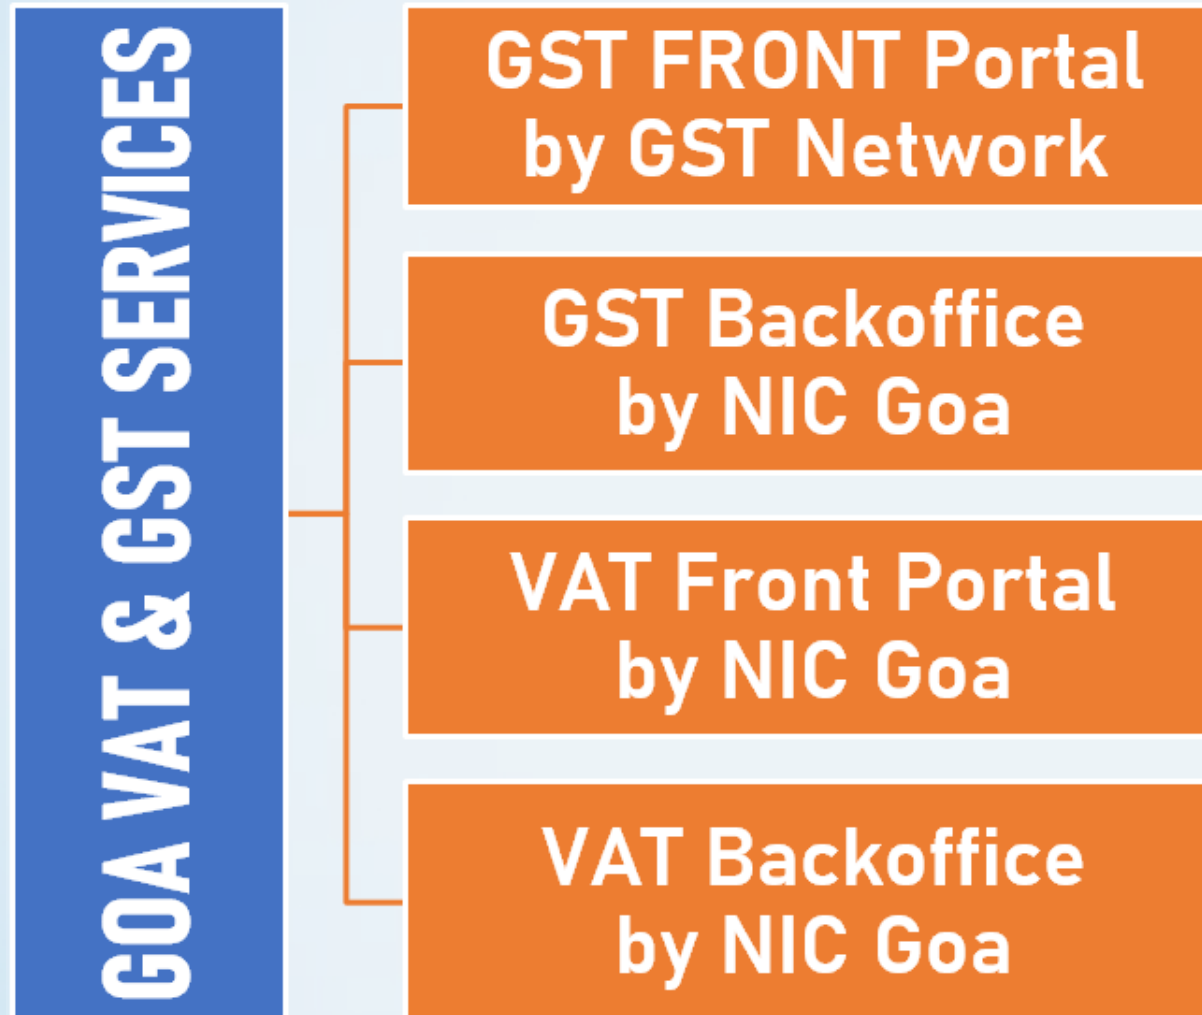 GOA VAT & GST SERVICES
GST FRONT Portal
by GST Network
GST Backoffice
by NIC Goa
VAT Front Portal
by NIC Goa
VAT Backoffice
by NIC Goa